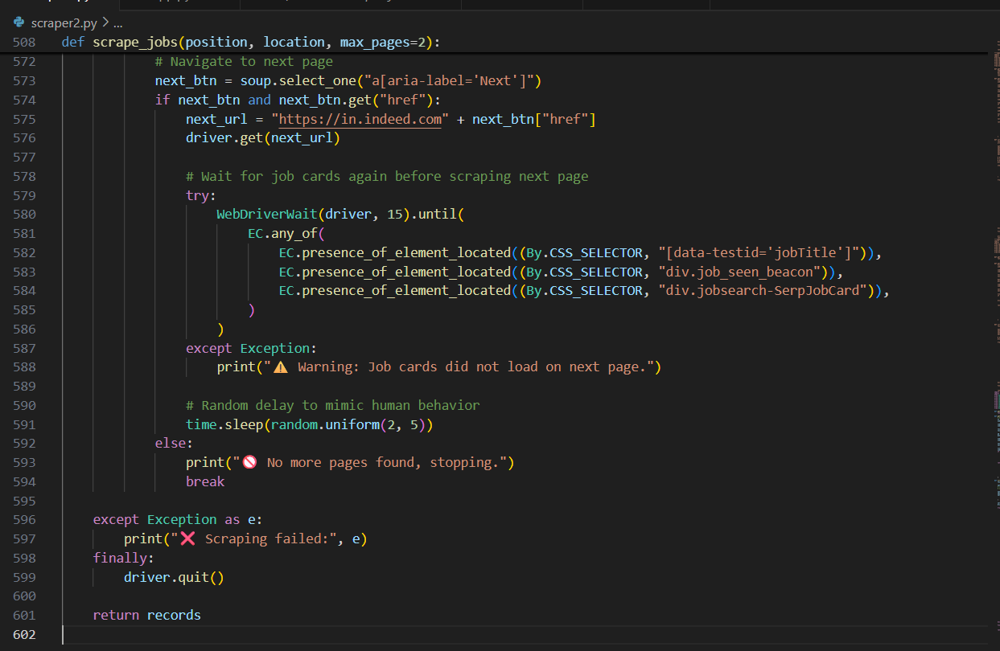 scraper2.py > ...
508 def scrape_jobs(position, location, max_pages=2):
572 # Navigate to next page
573 next_btn = soup.select_one("a[aria-label='Next']")
574 if next_btn and next_btn.get("href"):
575 next_url = "https://in.indeed.com" + next_btn["href"]
576 driver.get(next_url)
577
578 # Wait for job cards again before scraping next page
579 try:
580 WebDriverWait(driver, 15).until(
581 EC.any_of(
582 EC.presence_of_element_located((By.CSS_SELECTOR, "[data-testid='jobTitle']")),
583 EC.presence_of_element_located((By.CSS_SELECTOR, "div.job_seen_beacon")),
584 EC.presence_of_element_located((By.CSS_SELECTOR, "div.jobsearch-SerpJobCard")),
585 )
586 )
587 except Exception:
588 print("⚠️ Warning: Job cards did not load on next page.")
589
590 # Random delay to mimic human behavior
591 time.sleep(random.uniform(2, 5))
592 else:
593 print("🚫 No more pages found, stopping.")
594 break
595
596 except Exception as e:
597 print("❌ Scraping failed:", e)
598 finally:
599 driver.quit()
600
601 return records
602